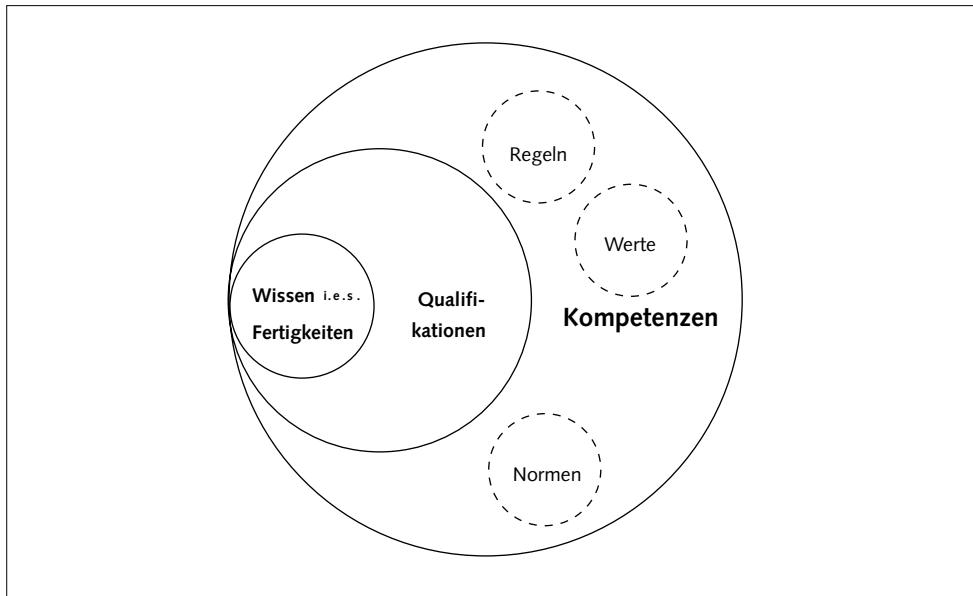 Regeln
Werte
Wissen i.e.s.
Fertigkeiten
Qualifi-
kationen
Kompetenzen
Normen